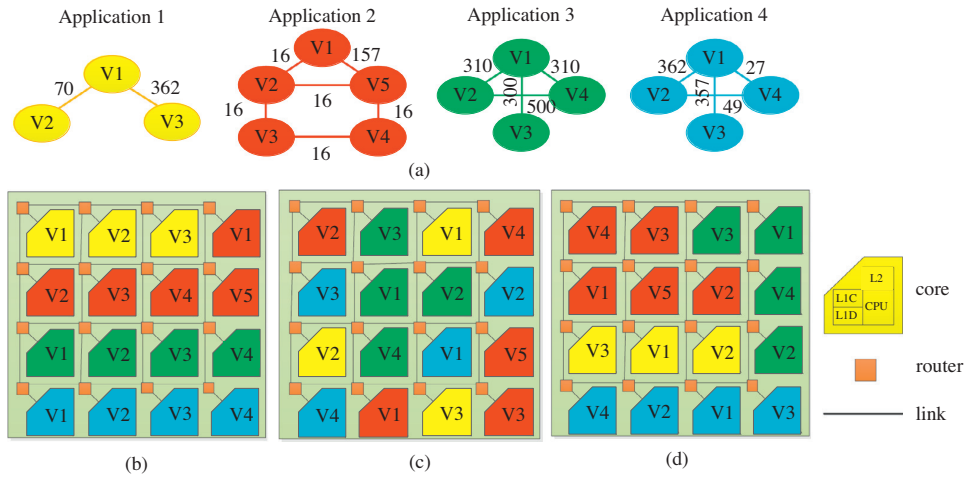 Application 1
Application 2
Application 3
Application 4
V1
70
362
V2
V3
V1
16
157
V2
V5
16
16
16
V3
V4
16
V1
310
310
V2
300
V4
500
V3
V1
362
27
V2
357
V4
49
V3
(a)
V1 V2 V3 V1
V2 V3 V4 V5
V1 V2 V3 V4
V1 V2 V3 V4
(b)
V2 V3 V1 V4
V3 V1 V2 V2
V2 V4 V1 V5
V4 V1 V3 V3
(c)
V4 V3 V3 V1
V1 V5 V2 V4
V3 V1 V2 V2
V4 V2 V1 V3
(d)
L2
L1C
CPU
L1D
core
router
link